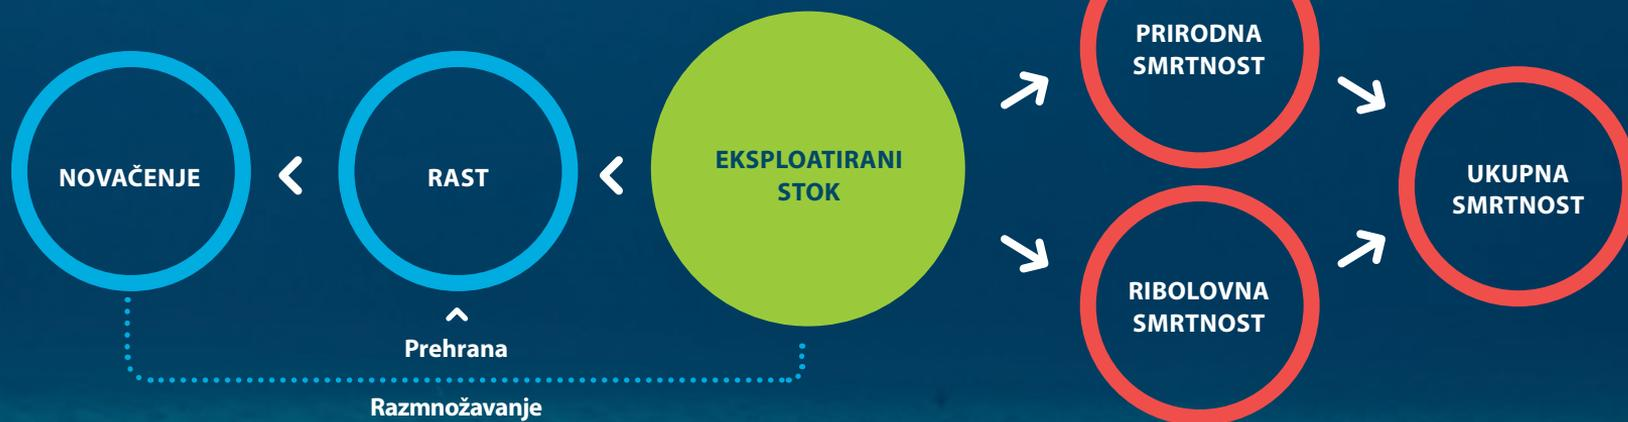 NOVAČENJE
RAST
EKSPLOATIRANI
STOK
PRIRODNA
SMRTNOST
RIBOLOVNA
SMRTNOST
UKUPNA
SMRTNOST
Prehrana
Razmnožavanje